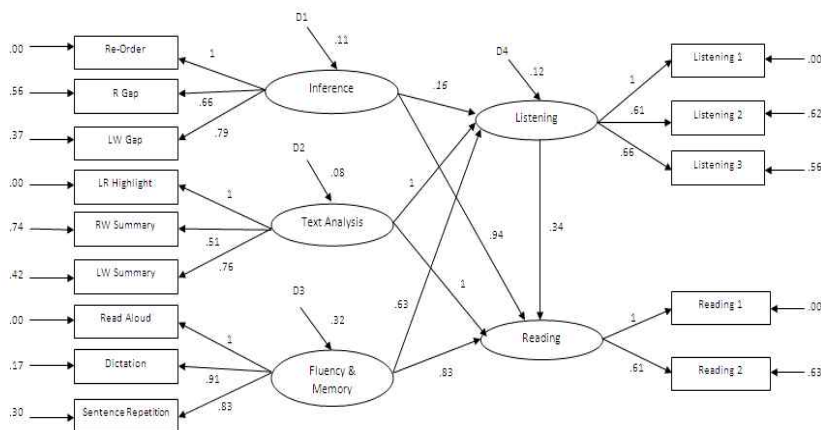 D1
D4
.00
Re-Order
1
.11
.12
Listening 1
.00
.56
R Gap
.66
Inference
.16
Listening
1
.61
Listening 2
.62
.37
LW Gap
.79
D2
.66
Listening 3
.56
.00
LR Highlight
1
.08
1
.74
RW Summary
.51
Text Analysis
.94
.34
.42
LW Summary
.76
D3
.63
1
.00
Read Aloud
1
.32
Reading
1
Reading 1
.00
.17
Dictation
.91
Fluency &
Memory
.83
.61
Reading 2
.63
.30
Sentence Repetition
.83